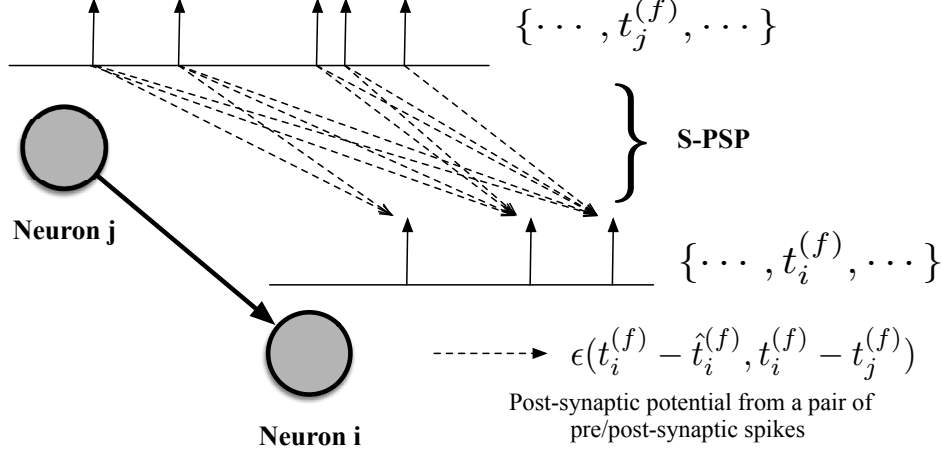 {⋯ , t_j^{(f)}, ⋯}
S-PSP
Neuron j
{⋯ , t_i^{(f)}, ⋯}
ϵ(t_i^{(f)} − \hat{t}_i^{(f)}, t_i^{(f)} − t_j^{(f)})
Post-synaptic potential from a pair of
pre/post-synaptic spikes
Neuron i